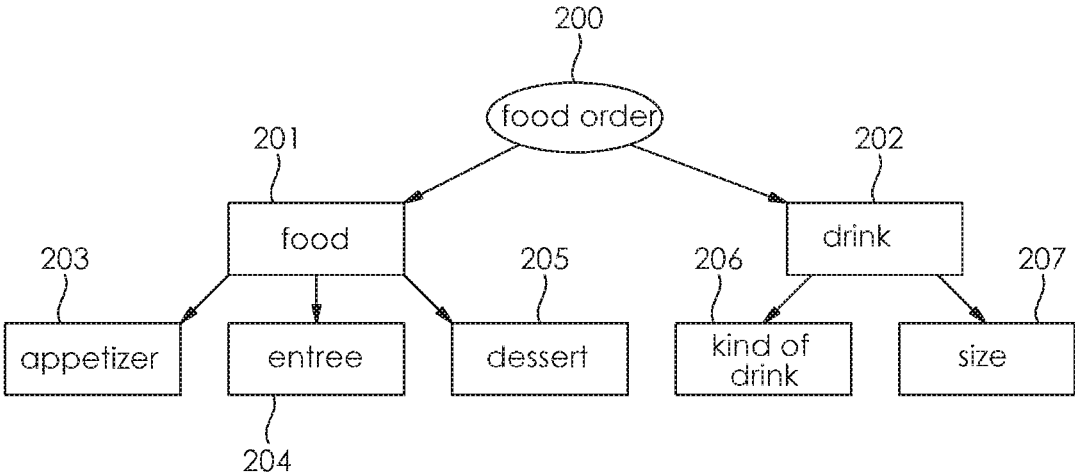 200
food order
201
202
food
drink
203
205
206
207
appetizer
entree
dessert
kind of
drink
size
204